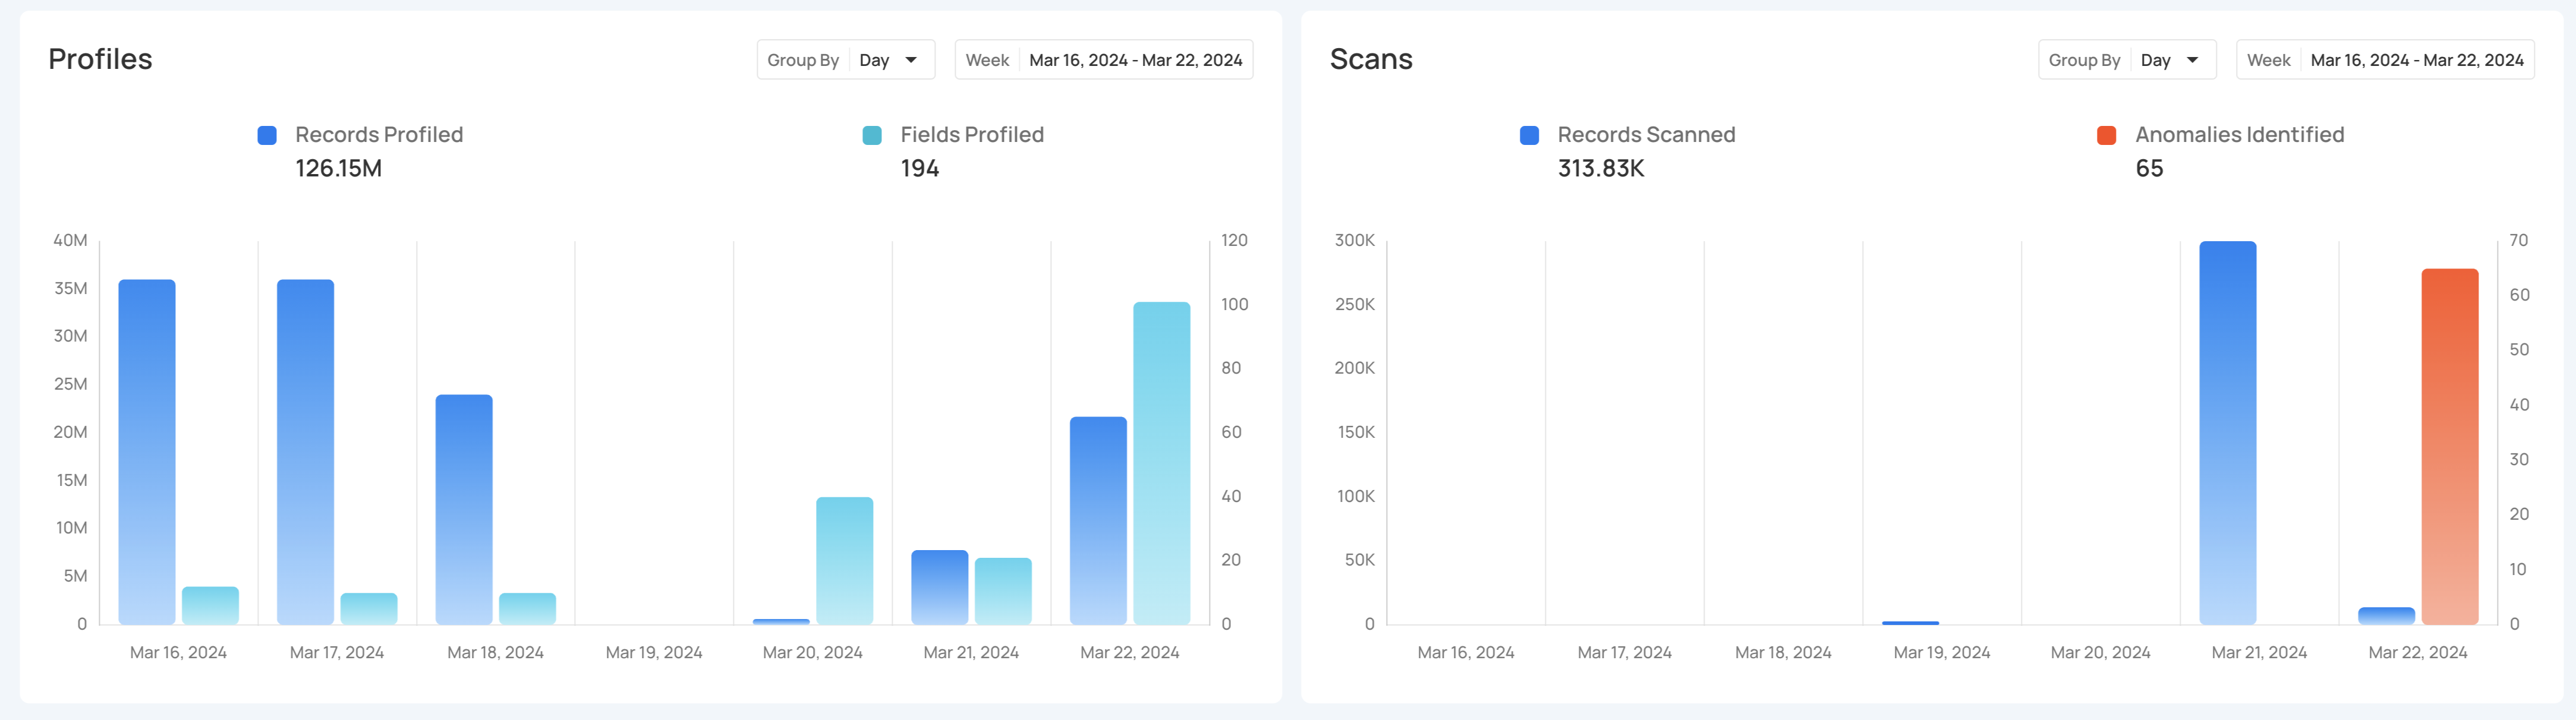 Profiles
Group By Day
Week Mar 16, 2024 - Mar 22, 2024
Records Profiled
126.15M
Fields Profiled
194
40M
35M
30M
25M
20M
15M
10M
5M
0
120
100
80
60
40
20
0
Mar 16, 2024
Mar 17, 2024
Mar 18, 2024
Mar 19, 2024
Mar 20, 2024
Mar 21, 2024
Mar 22, 2024
Scans
Group By Day
Week Mar 16, 2024 - Mar 22, 2024
Records Scanned
313.83K
Anomalies Identified
65
300K
250K
200K
150K
100K
50K
0
70
60
50
40
30
20
10
0
Mar 16, 2024
Mar 17, 2024
Mar 18, 2024
Mar 19, 2024
Mar 20, 2024
Mar 21, 2024
Mar 22, 2024